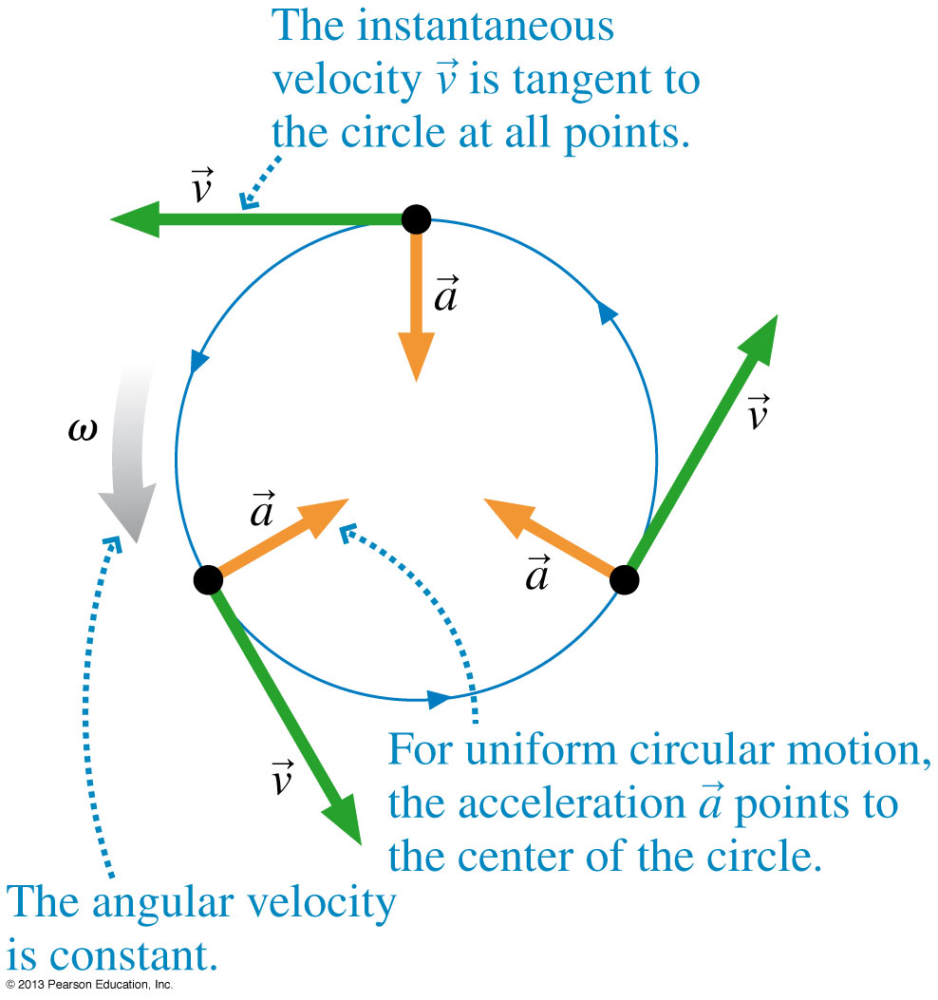 The instantaneous
velocity v⃗ is tangent to
the circle at all points.
v⃗
a⃗
v⃗
ω
a⃗
a⃗
v⃗
For uniform circular motion,
the acceleration a⃗ points to
the center of the circle.
The angular velocity
is constant.
© 2013 Pearson Education, Inc.